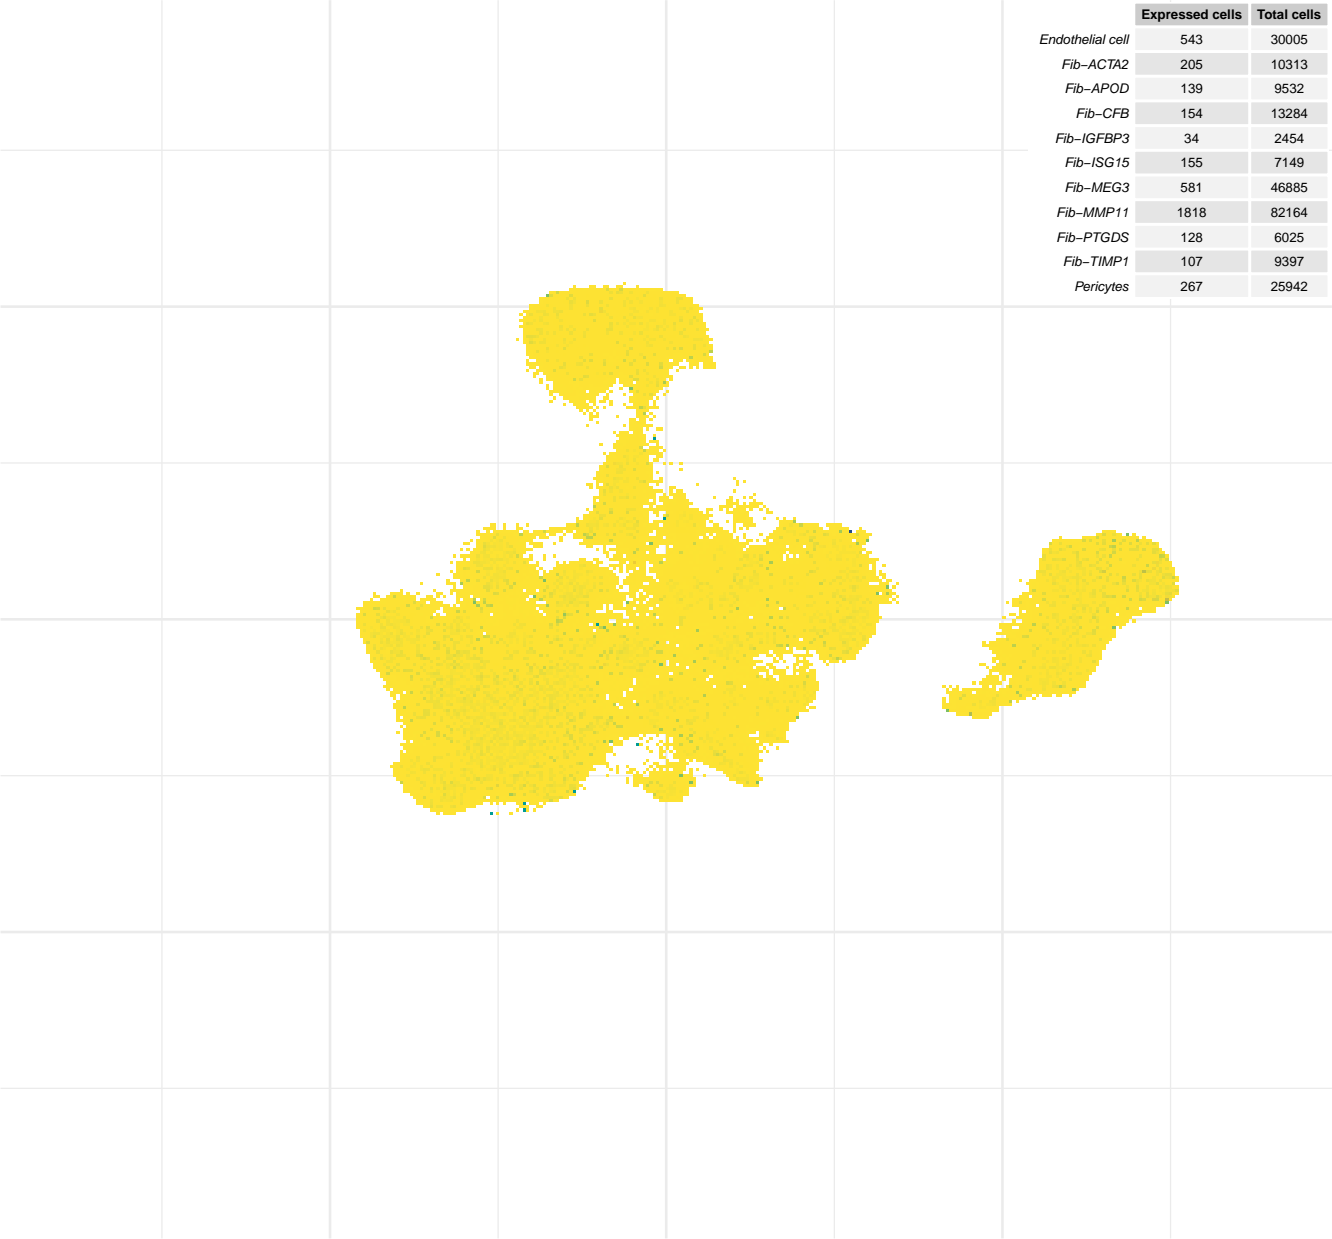 Expressed cells Total cells
Endothelial cell 543 30005
Fib−ACTA2 205 10313
Fib−APOD 139 9532
Fib−CFB 154 13284
Fib−IGFBP3 34 2454
Fib−ISG15 155 7149
Fib−MEG3 581 46885
Fib−MMP11 1818 82164
Fib−PTGDS 128 6025
Fib−TIMP1 107 9397
Pericytes 267 25942